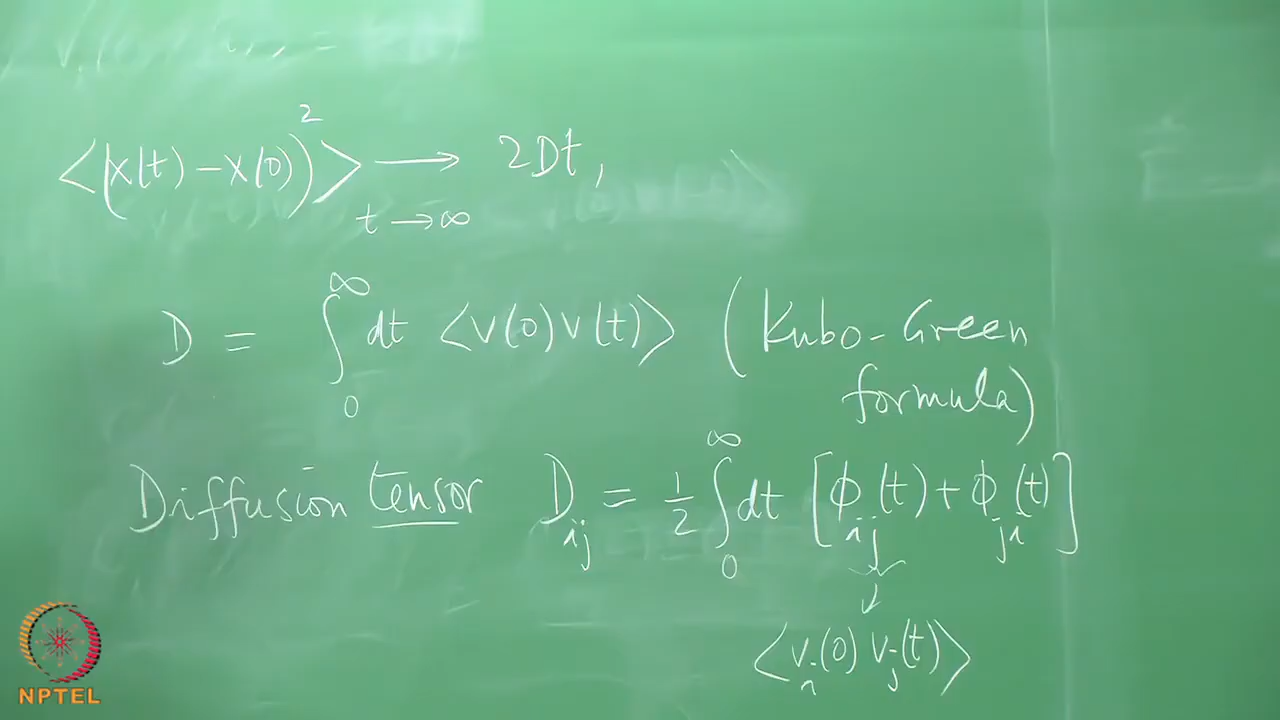 ⟨(X(t) − X(0))² ⟩ ⟶ 2Dt,
t → ∞
D = ∫₀^∞ dt ⟨v(0)v(t)⟩ (Kubo-Green
formula)
Diffusion tensor D_ij = 1/2 ∫₀^∞ dt [ϕ_ij(t) + ϕ_ji(t)]
⟨v_i(0) v_j(t)⟩
NPTEL